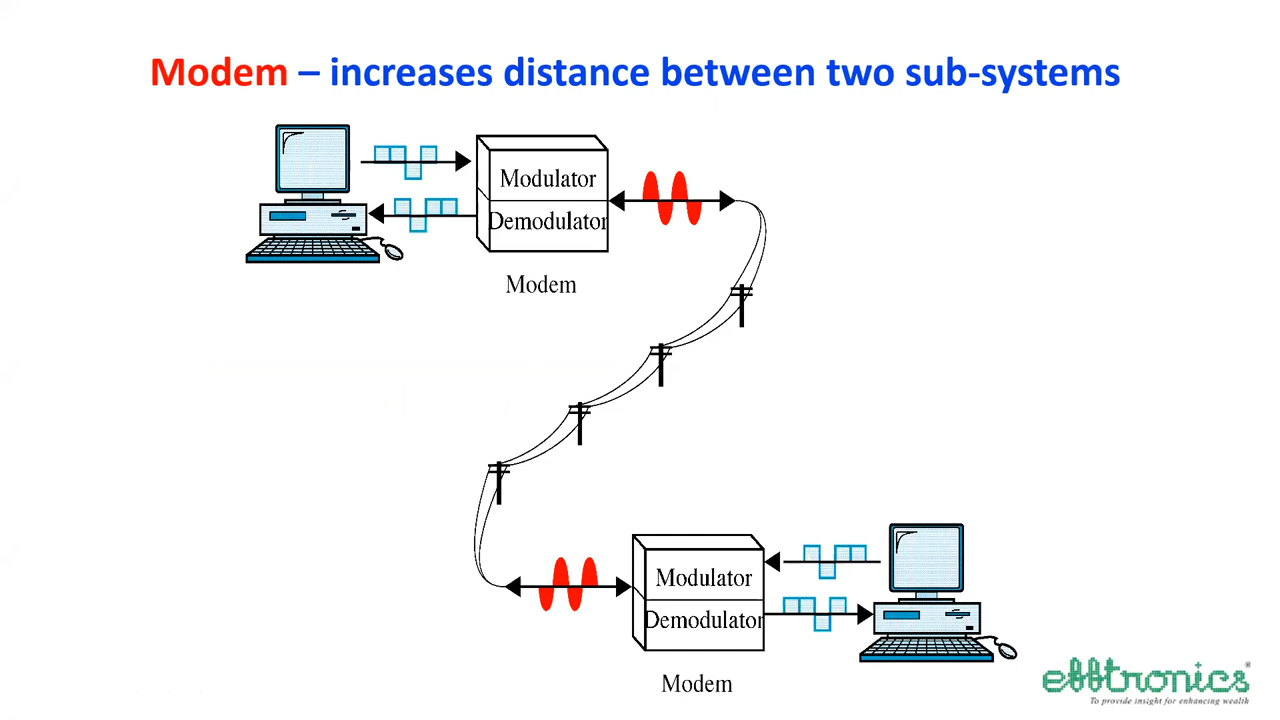 Modem – increases distance between two sub-systems
Modulator
Demodulator
Modem
Modulator
Demodulator
Modem
efftronics®
To provide insight for enhancing wealth